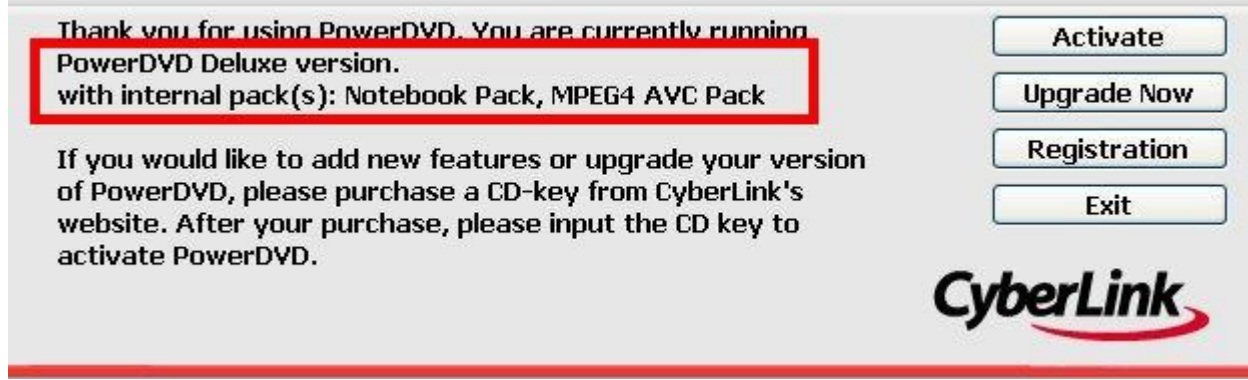 Thank you for using PowerDVD. You are currently running
PowerDVD Deluxe version.
with internal pack(s): Notebook Pack, MPEG4 AVC Pack
If you would like to add new features or upgrade your version
of PowerDVD, please purchase a CD-key from CyberLink's
website. After your purchase, please input the CD key to
activate PowerDVD.
Activate
Upgrade Now
Registration
Exit
CyberLink